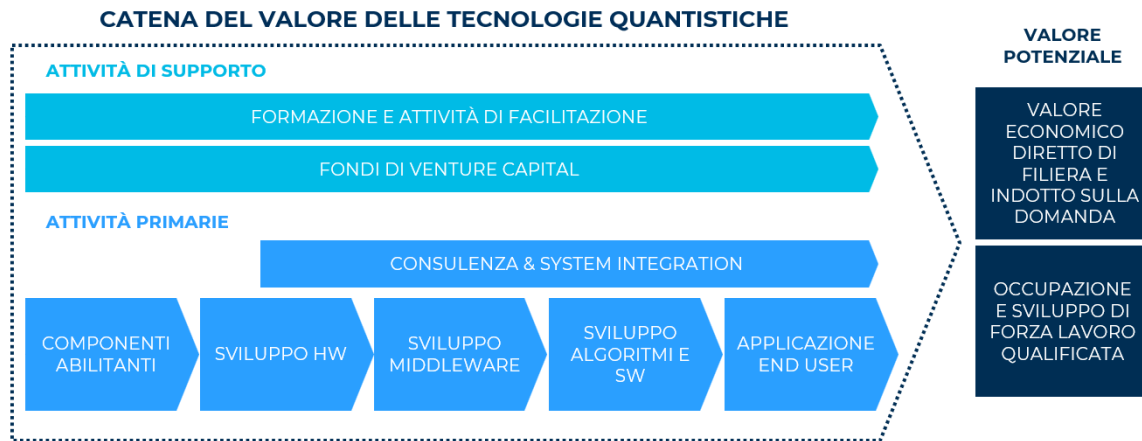 CATENA DEL VALORE DELLE TECNOLOGIE QUANTISTICHE
ATTIVITÀ DI SUPPORTO
FORMAZIONE E ATTIVITÀ DI FACILITAZIONE
FONDI DI VENTURE CAPITAL
ATTIVITÀ PRIMARIE
CONSULENZA & SYSTEM INTEGRATION
COMPONENTI
ABILITANTI
SVILUPPO HW
SVILUPPO
MIDDLEWARE
SVILUPPO
ALGORITMI E
SW
APPLICAZIONE
END USER
VALORE
POTENZIALE
VALORE
ECONOMICO
DIRETTO DI
FILIERA E
INDOTTO SULLA
DOMANDA
OCCUPAZIONE
E SVILUPPO DI
FORZA LAVORO
QUALIFICATA